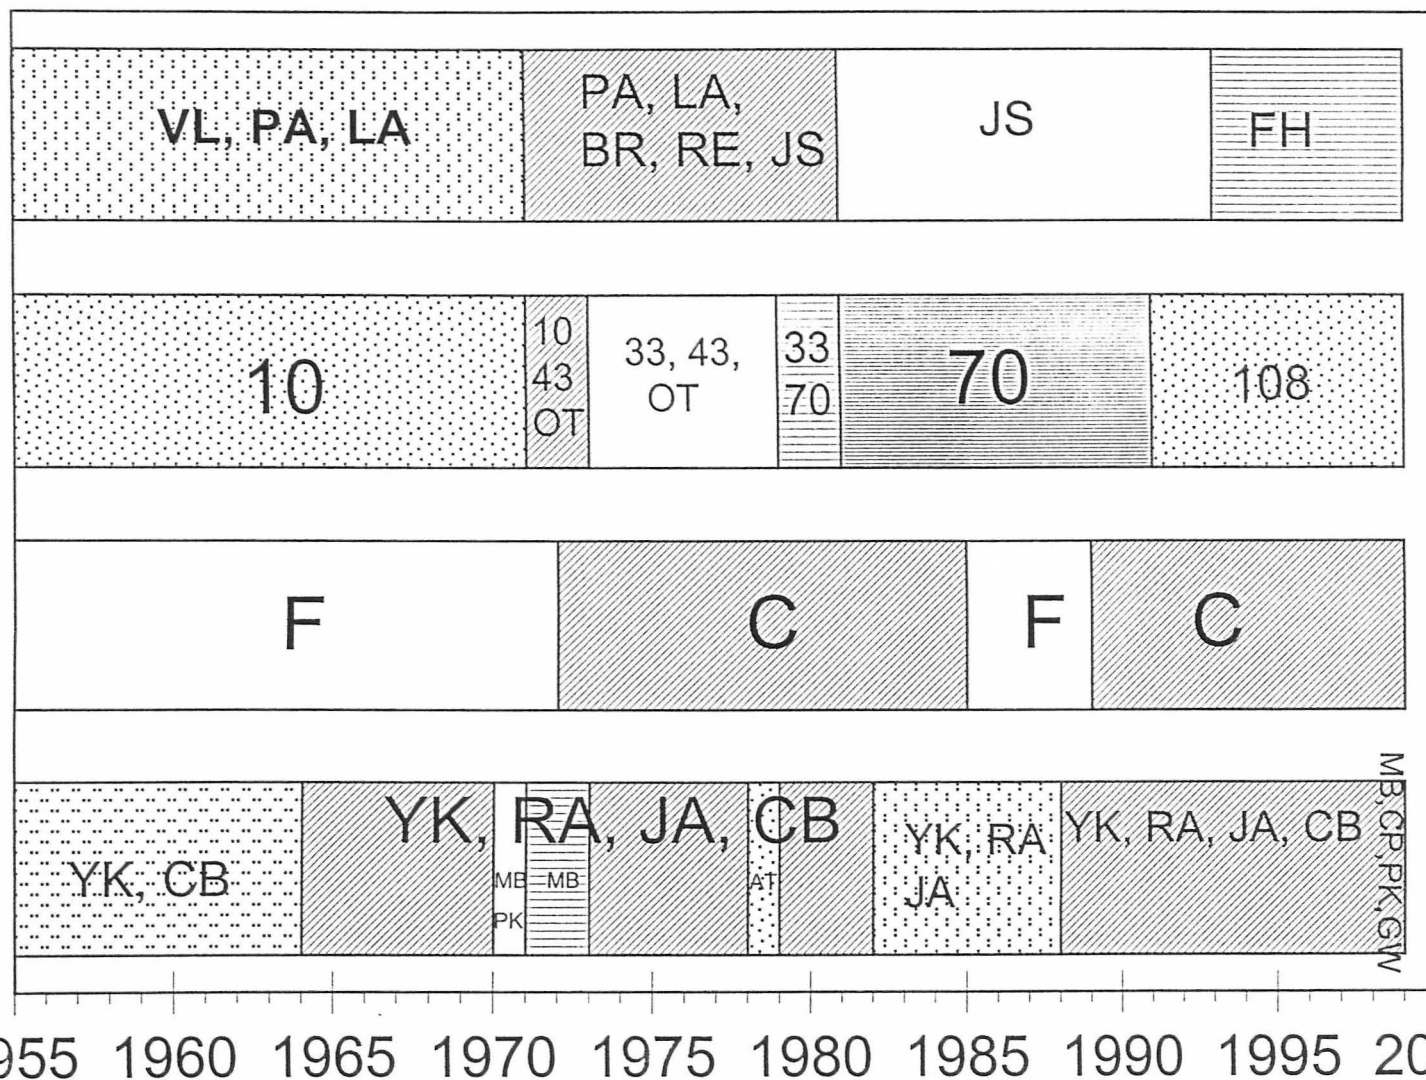 VL, PA, LA
PA, LA,
BR, RE, JS
JS
FH
10
10
43
OT
33, 43,
OT
33
70
70
108
F
C
F
C
YK, CB
YK, RA, JA, CB
MB
PK
MB
AT
YK, RA
JA
YK, RA, JA, CB
MB,CP,PK,GW
955 1960 1965 1970 1975 1980 1985 1990 1995 20